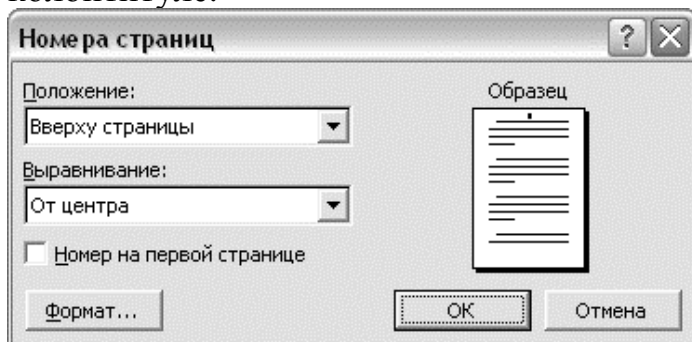 Номера страниц
Положение:
Образец
Вверху страницы
Выравнивание:
От центра
Номер на первой странице
Формат...
ОК
Отмена